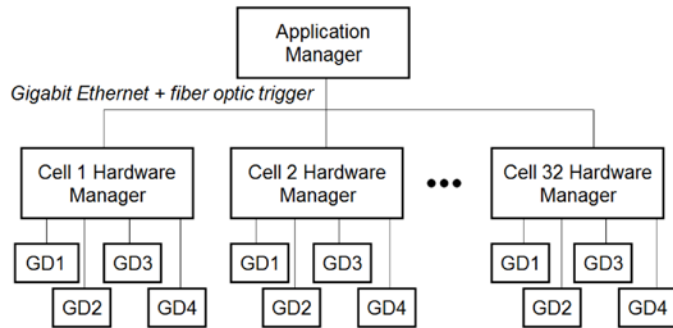 Application
Manager
Gigabit Ethernet + fiber optic trigger
Cell 1 Hardware
Manager
Cell 2 Hardware
Manager
•••
Cell 32 Hardware
Manager
GD1
GD3
GD1
GD3
GD1
GD3
GD2
GD4
GD2
GD4
GD2
GD4